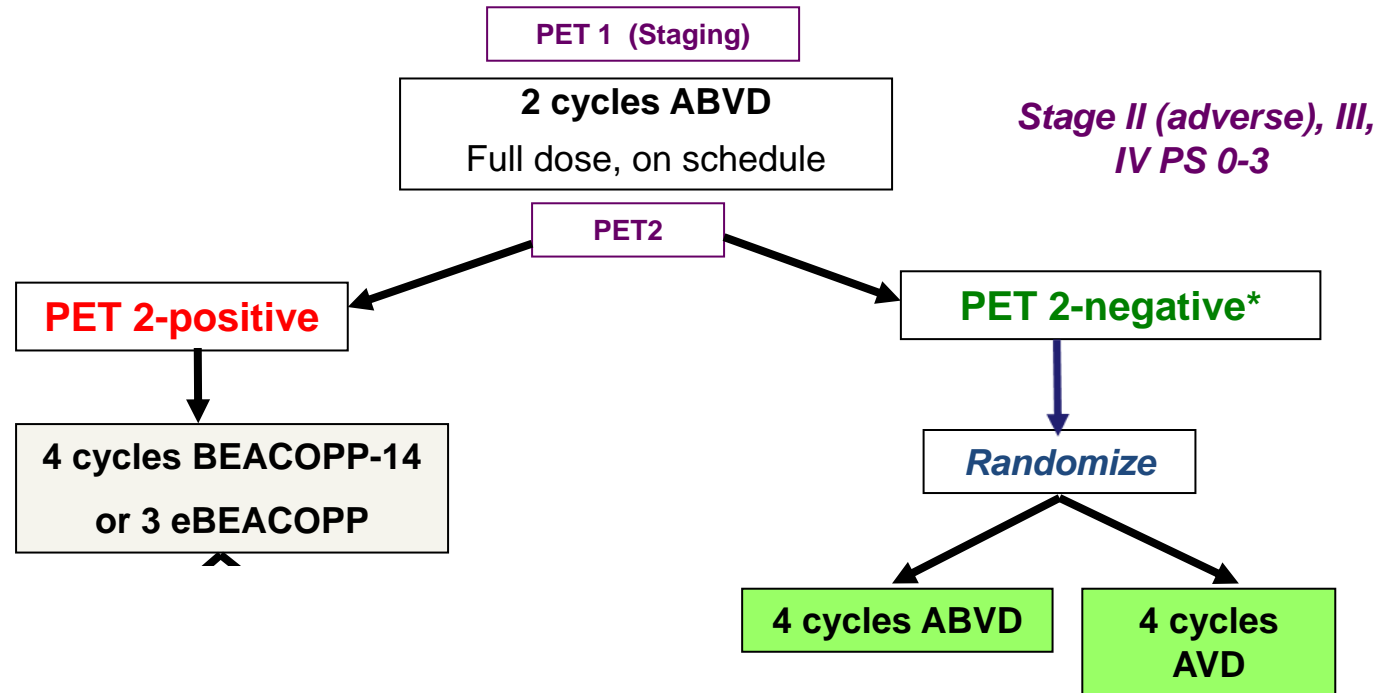 PET 1 (Staging)
2 cycles ABVD
Full dose, on schedule
Stage II (adverse), III,
IV PS 0-3
PET2
PET 2-positive
PET 2-negative*
4 cycles BEACOPP-14
or 3 eBEACOPP
Randomize
4 cycles ABVD
4 cycles
AVD